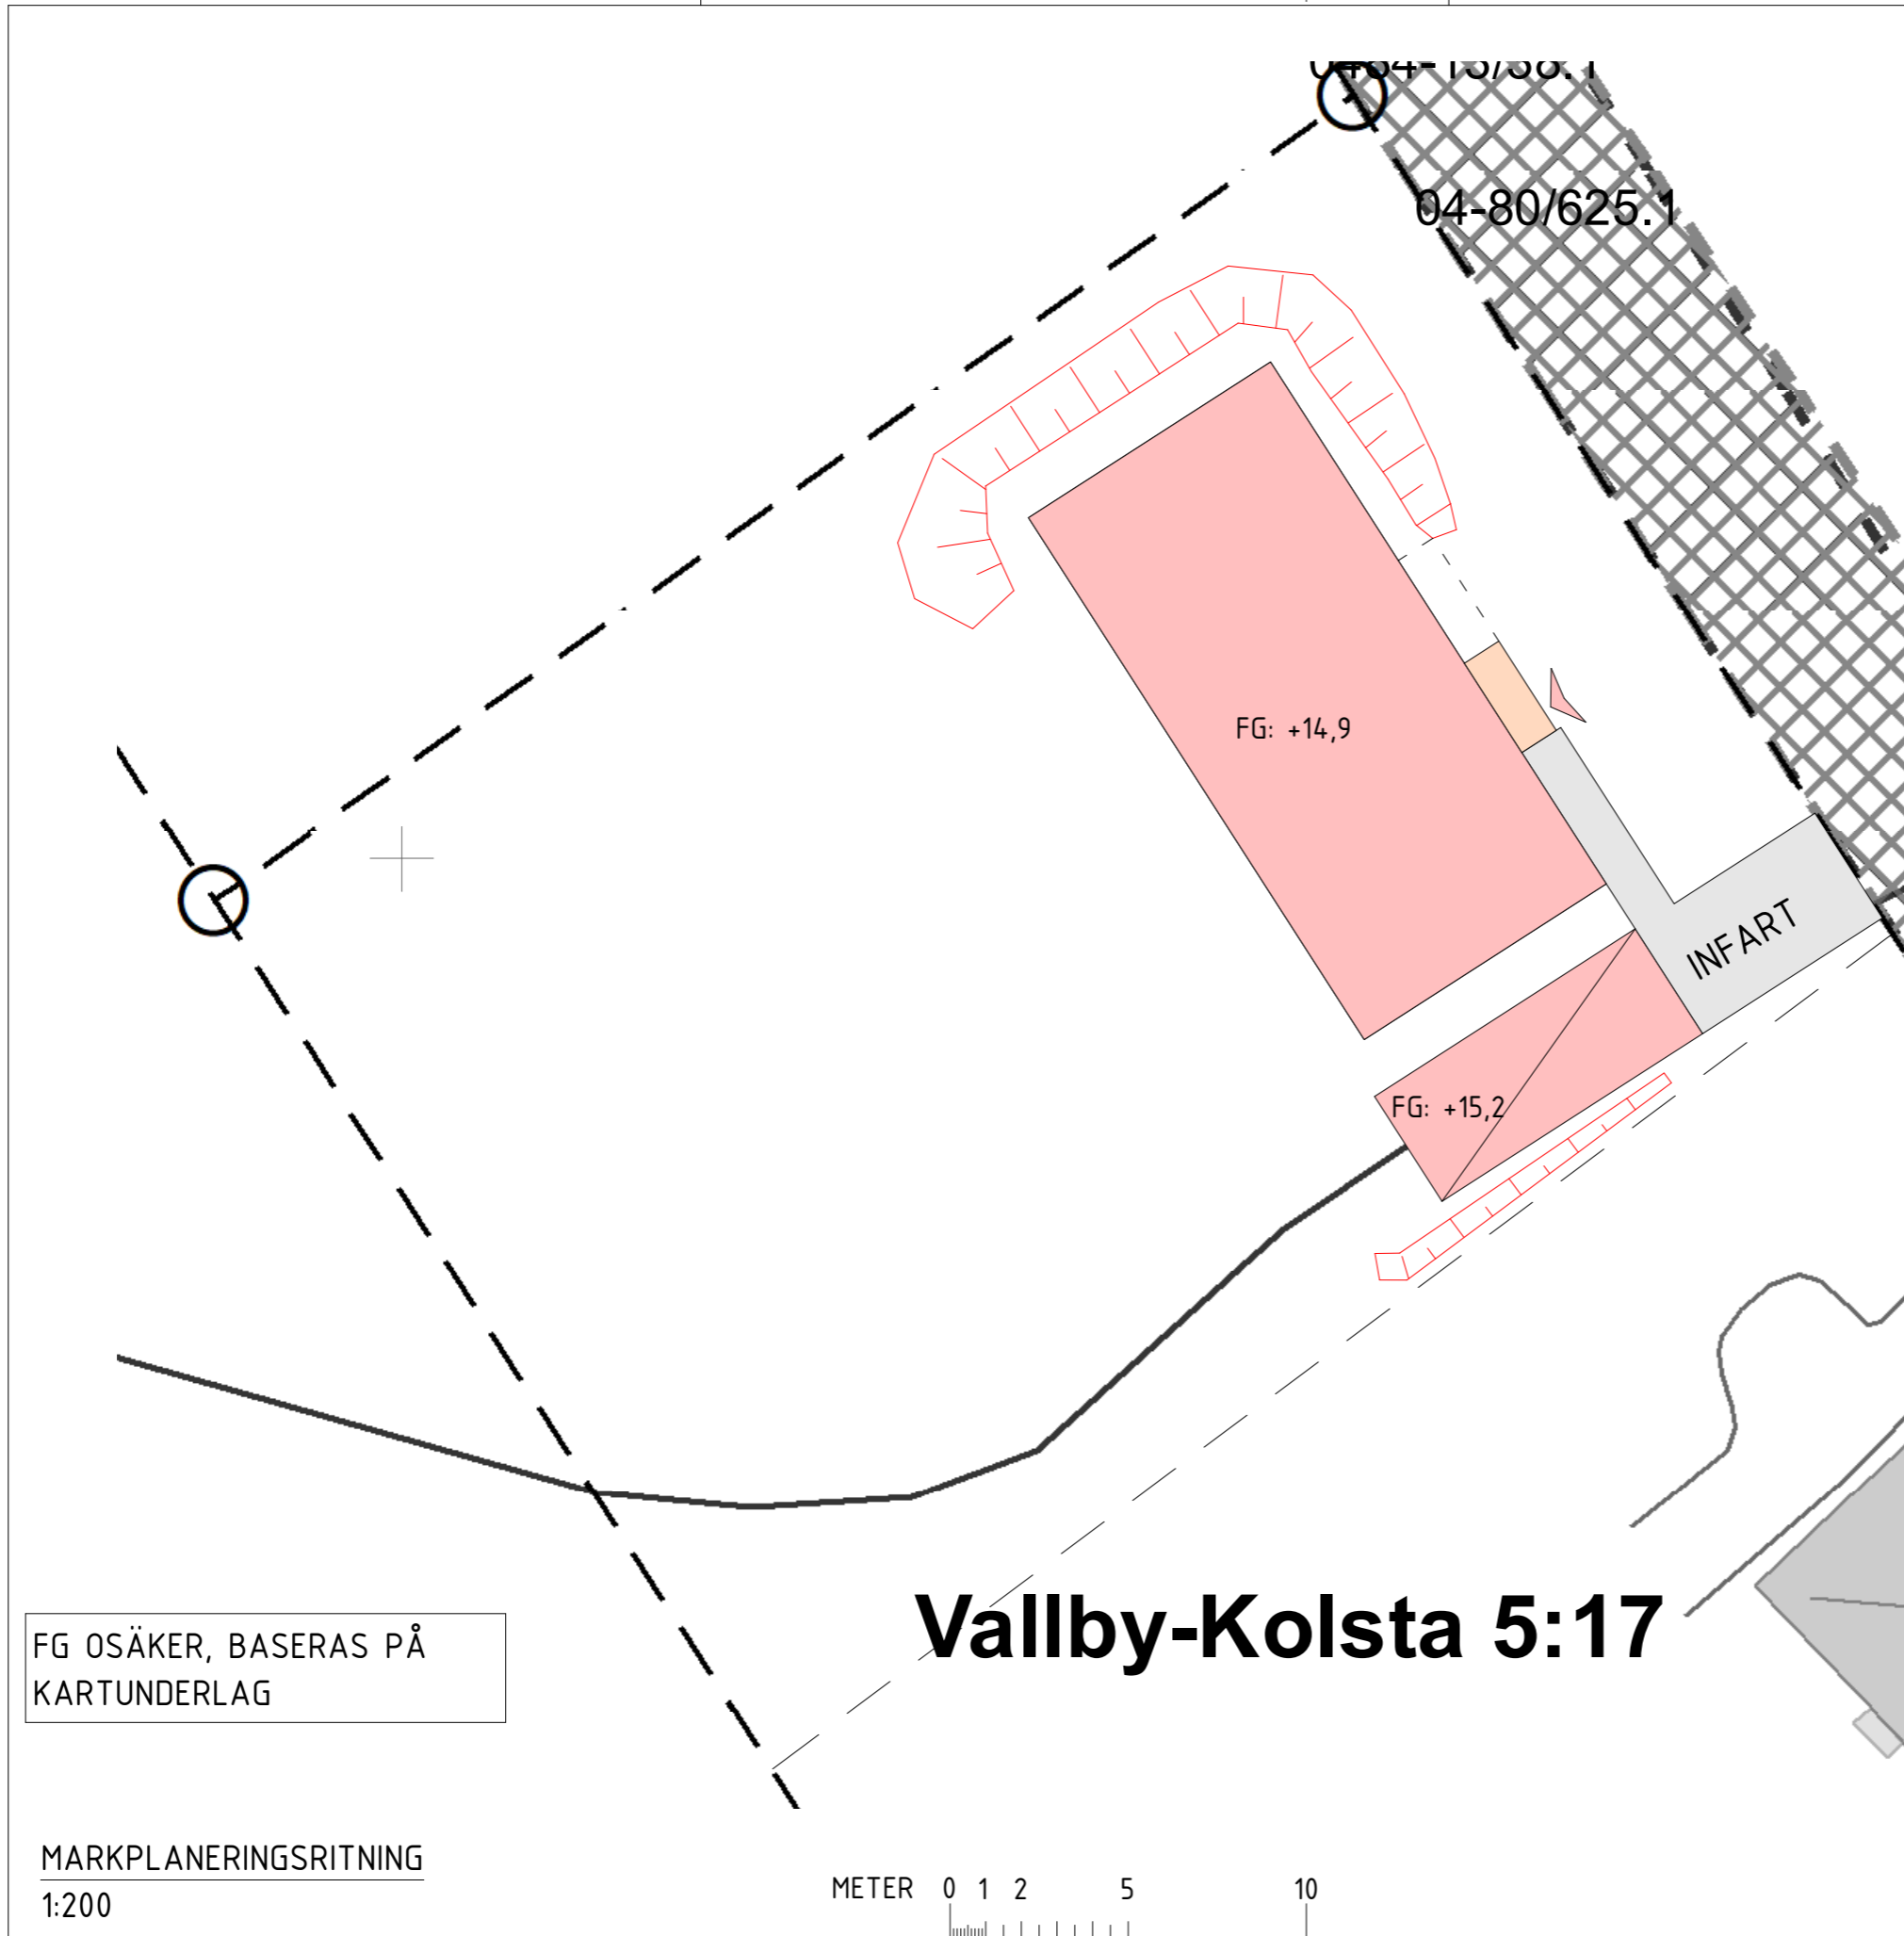 04-80/625.1
FG: +14,9
INFART
FG: +15,2
Vallby-Kolsta 5:17
FG OSÄKER, BASERAS PÅ
KARTUNDERLAG
MARKPLANERINGSRITNING
1:200
METER 0 1 2 5 10